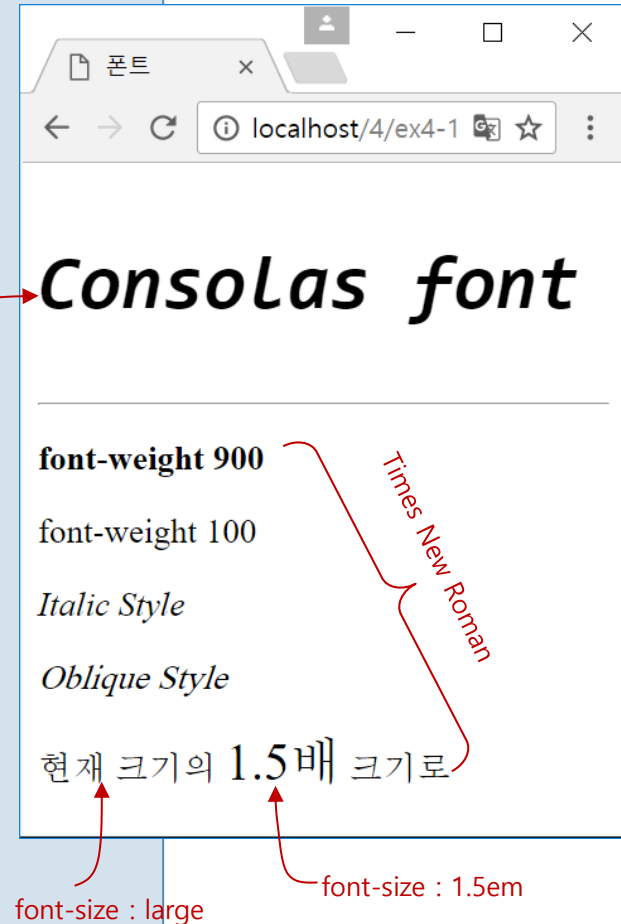 폰트
localhost/4/ex4-1
Consolas font
font-weight 900
font-weight 100
Italic Style
Oblique Style
Times New Roman
현재 크기의 1.5배 크기로
font-size : 1.5em
font-size : large